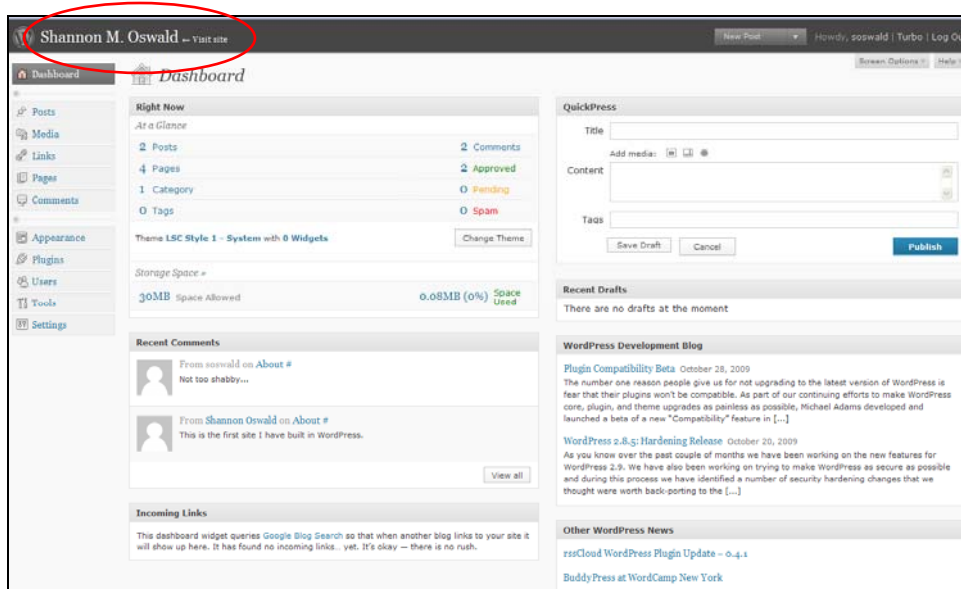 Shannon M. Oswald ← Visit site
New Post
Howdy, soswald | Turbo | Log Ou
Screen Options
Help
Dashboard
Posts
Media
Links
Pages
Comments
Appearance
Plugins
Users
Tools
Settings
Dashboard
Right Now
At a Glance
2 Posts 2 Comments
4 Pages 2 Approved
1 Category 0 Pending
0 Tags 0 Spam
Theme LSC Style 1 - System with 0 Widgets Change Theme
Storage Space »
30MB Space Allowed 0.08MB (0%) Space Used
Recent Comments
From soswald on About #
Not too shabby...
From Shannon Oswald on About #
This is the first site I have built in WordPress.
View all
Incoming Links
This dashboard widget queries Google Blog Search so that when another blog links to your site it
will show up here. It has found no incoming links... yet. It's okay — there is no rush.
QuickPress
Title
Add media:
Content
Tags
Save Draft Cancel Publish
Recent Drafts
There are no drafts at the moment
WordPress Development Blog
Plugin Compatibility Beta October 28, 2009
The number one reason people give us for not upgrading to the latest version of WordPress is
fear that their plugins won't be compatible. As part of our continuing efforts to make WordPress
core, plugin, and theme upgrades as painless as possible, Michael Adams developed and
launched a beta of a new "Compatibility" feature in [...]
WordPress 2.8.5: Hardening Release October 20, 2009
As you know over the past couple of months we have been working on the new features for
WordPress 2.9. We have also been working on trying to make WordPress as secure as possible
and during this process we have identified a number of security hardening changes that we
thought were worth back-porting to the [...]
Other WordPress News
rssCloud WordPress Plugin Update – 0.4.1
BuddyPress at WordCamp New York